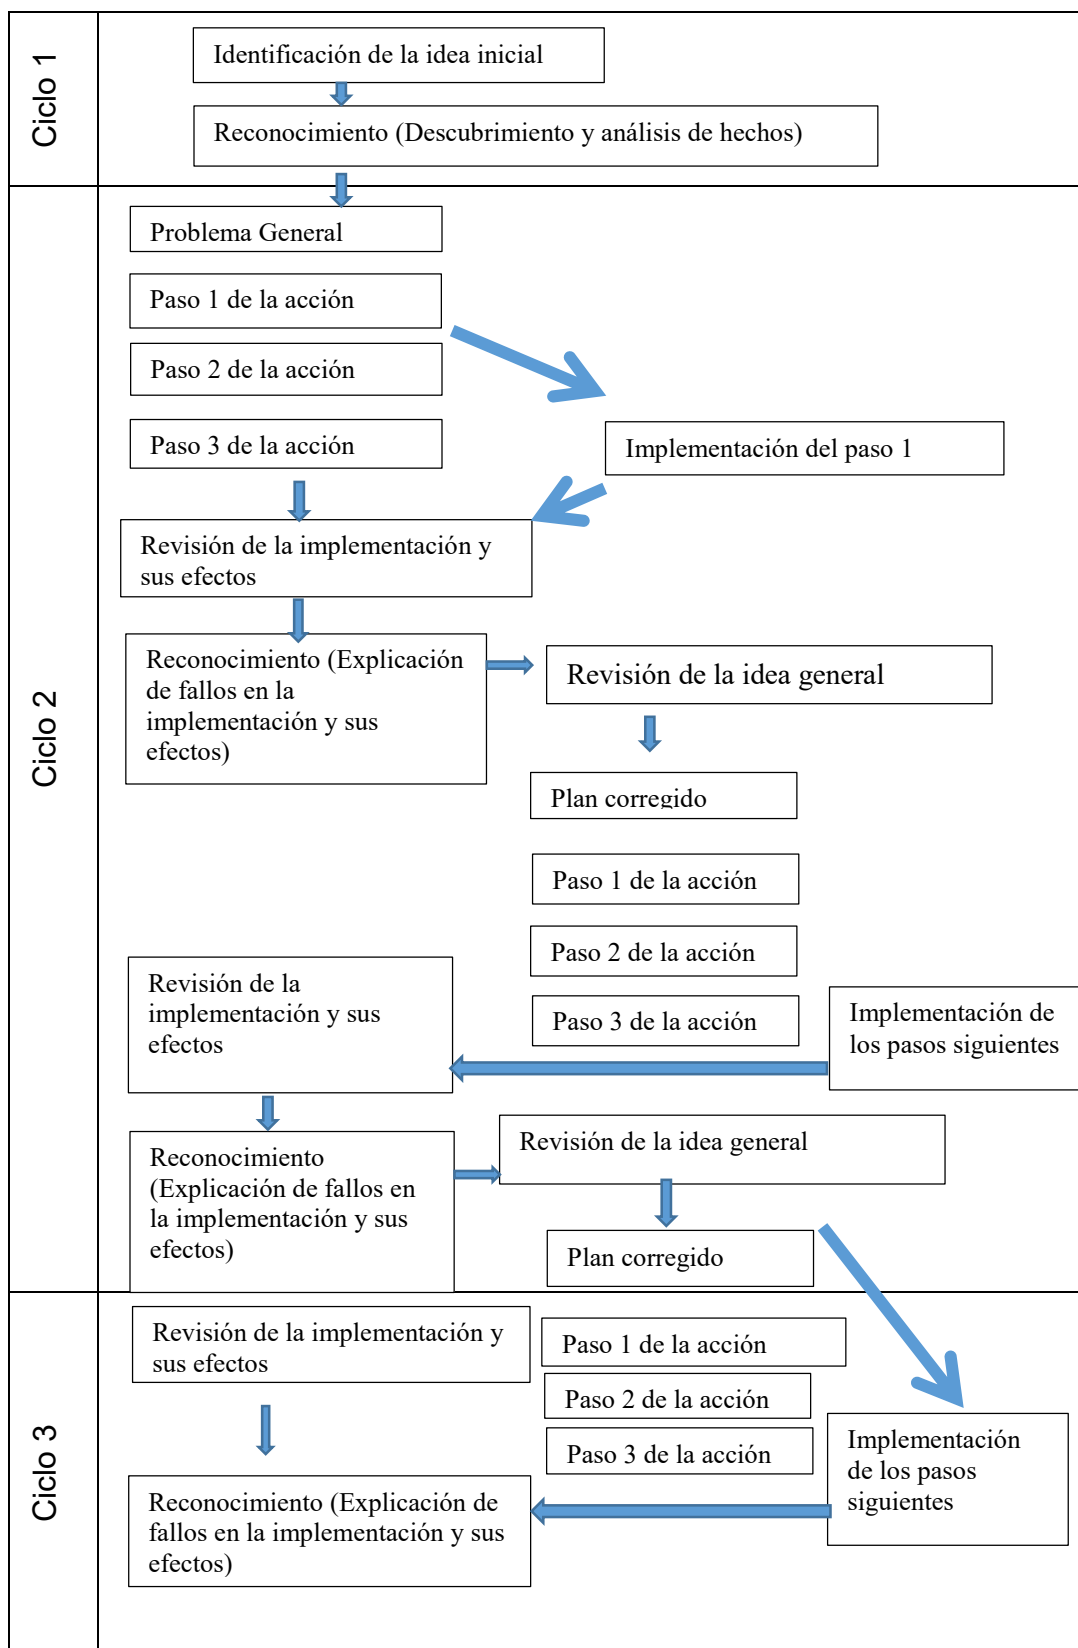 Ciclo 1
Identificación de la idea inicial
Reconocimiento (Descubrimiento y análisis de hechos)
Ciclo 2
Problema General
Paso 1 de la acción
Paso 2 de la acción
Paso 3 de la acción
Implementación del paso 1
Revisión de la implementación y
sus efectos
Reconocimiento (Explicación
de fallos en la
implementación y sus
efectos)
Revisión de la idea general
Plan corregido
Paso 1 de la acción
Paso 2 de la acción
Paso 3 de la acción
Implementación de
los pasos siguientes
Revisión de la
implementación y sus
efectos
Reconocimiento
(Explicación de fallos en
la implementación y sus
efectos)
Revisión de la idea general
Plan corregido
Ciclo 3
Revisión de la implementación y
sus efectos
Paso 1 de la acción
Paso 2 de la acción
Paso 3 de la acción
Implementación
de los pasos
siguientes
Reconocimiento (Explicación de
fallos en la implementación y sus
efectos)